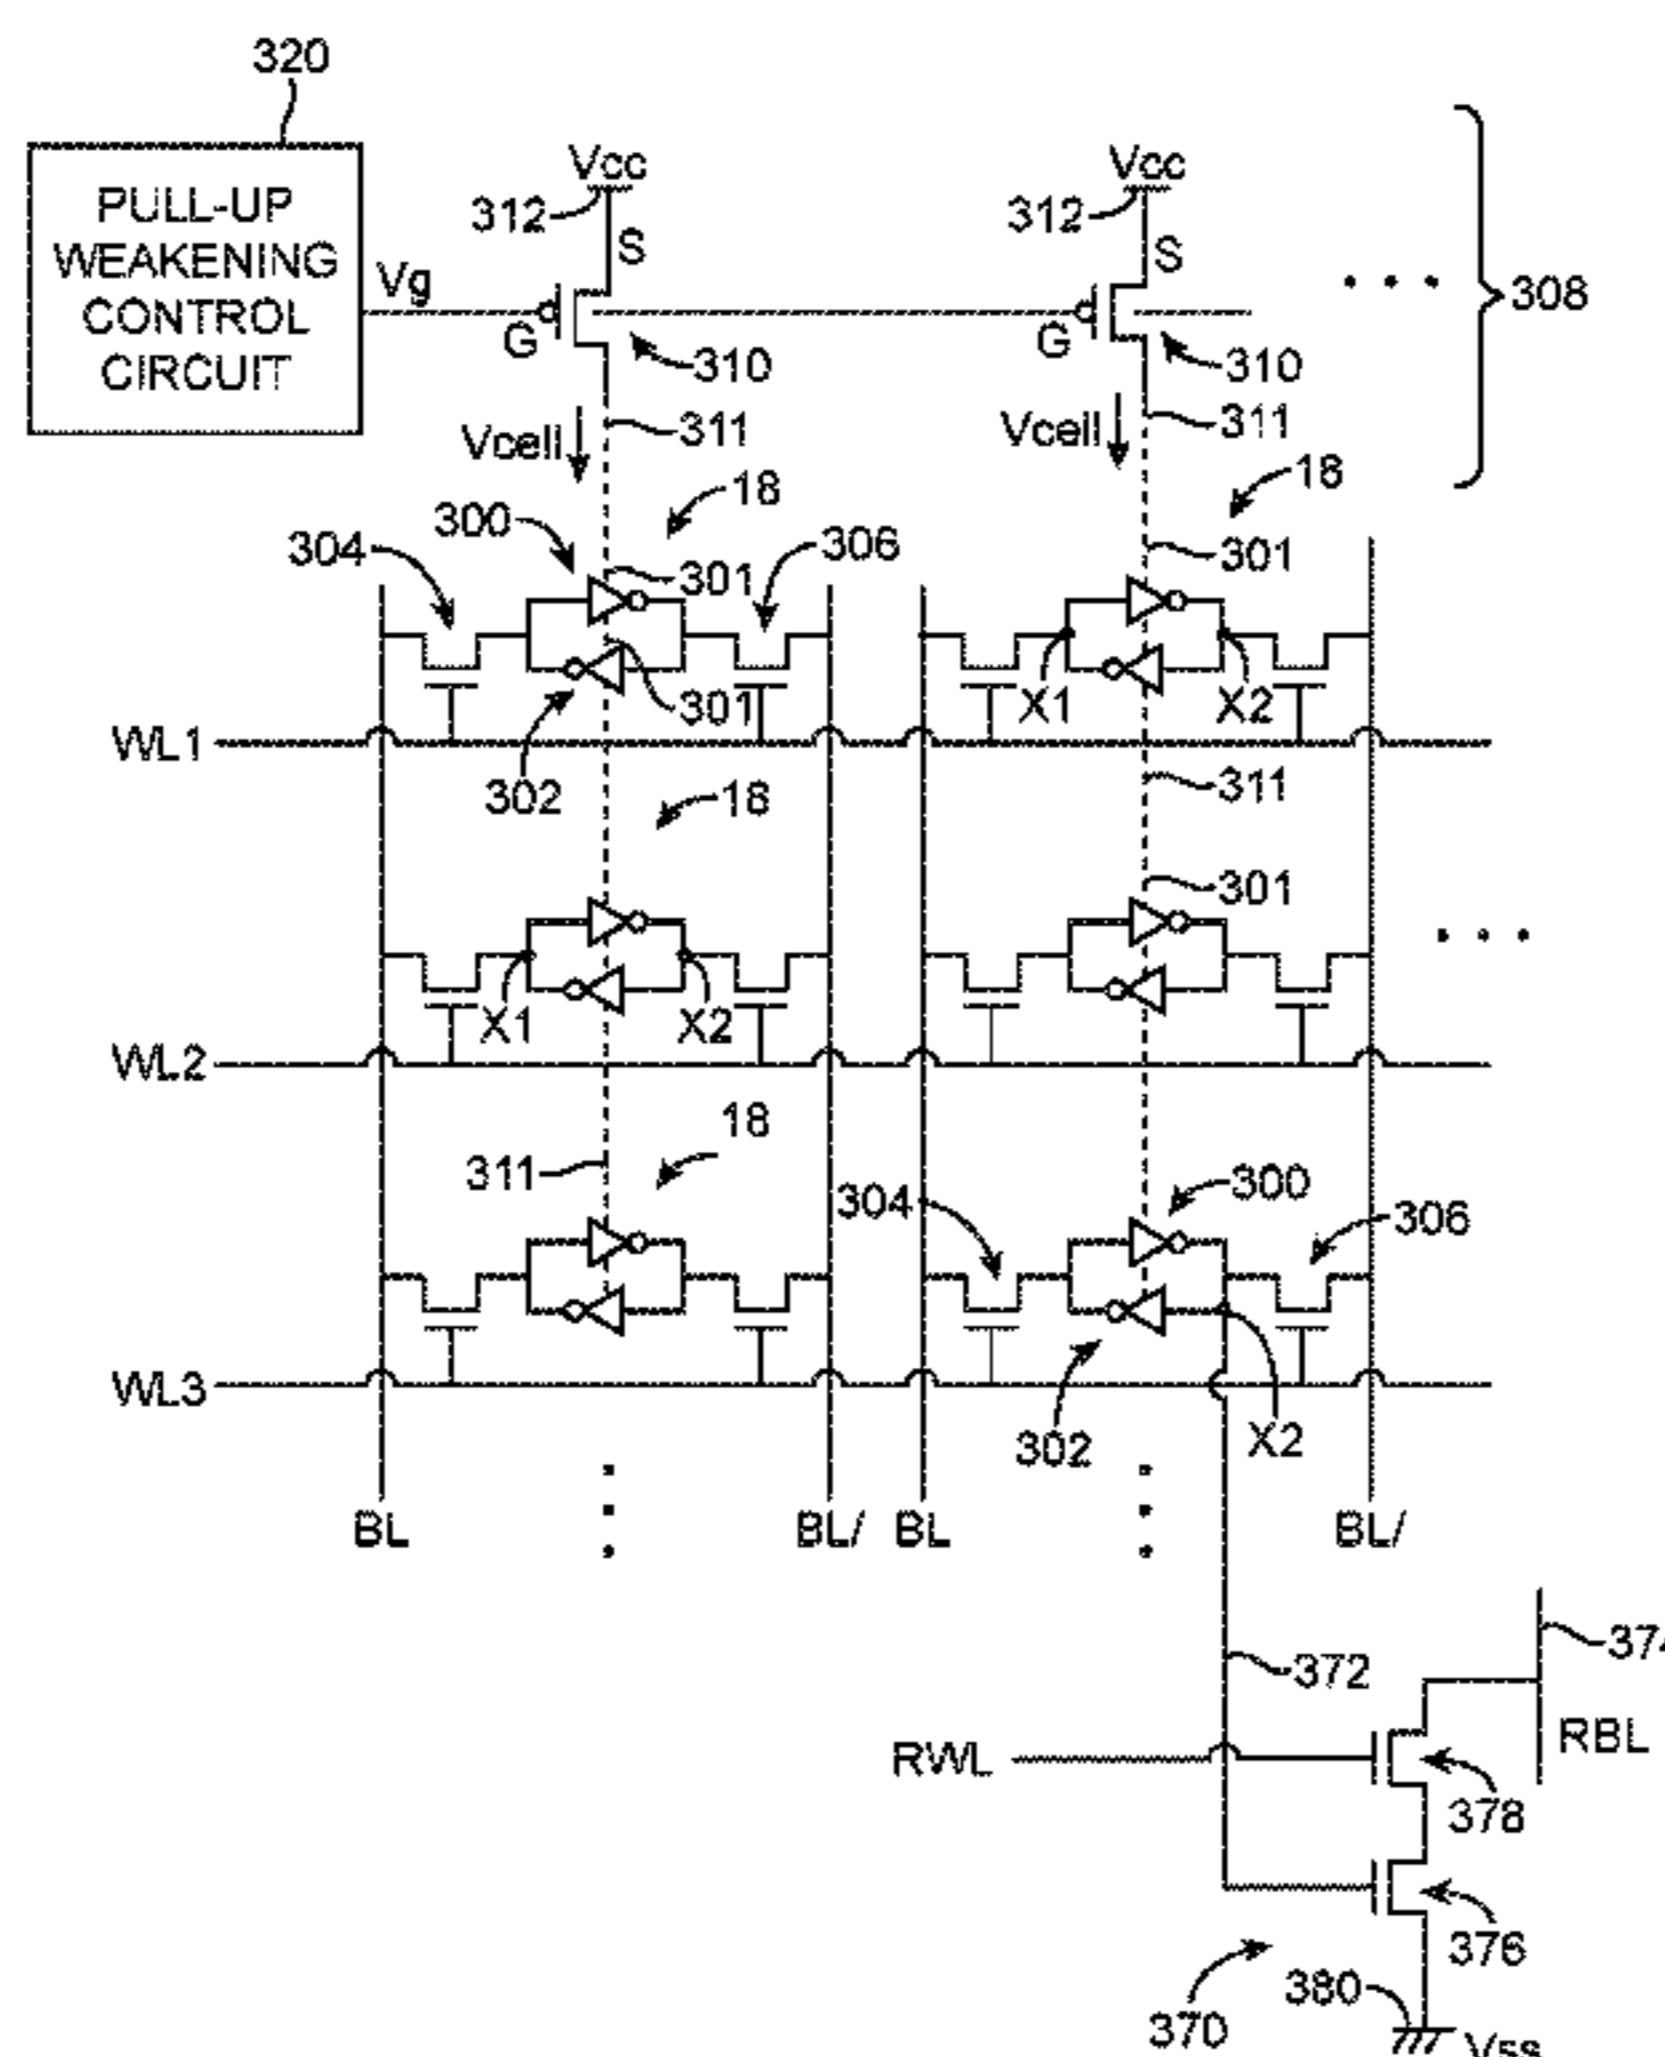 320
PULL-UP
WEAKENING
CONTROL
CIRCUIT
Vcc
Vcc
312
312
S
S
308
Vg
G
G
310
310
Vcell
311
Vcell
311
18
18
300
304
306
301
301
301
X1
X2
WL1
302
311
18
301
X1
X2
WL2
18
311
300
304
306
WL3
302
X2
BL
BL/
BL
BL/
372
RWL
RBL
378
376
380
370